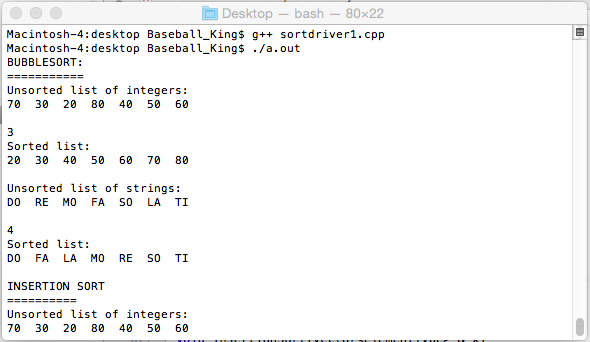 Desktop — bash — 80×22
Macintosh-4:desktop Baseball_King$ g++ sortdriver1.cpp
Macintosh-4:desktop Baseball_King$ ./a.out
BUBBLESORT:
===========
Unsorted list of integers:
70 30 20 80 40 50 60
3
Sorted list:
20 30 40 50 60 70 80
Unsorted list of strings:
DO RE MO FA SO LA TI
4
Sorted list:
DO FA LA MO RE SO TI
INSERTION SORT
==========
Unsorted list of integers:
70 30 20 80 40 50 60